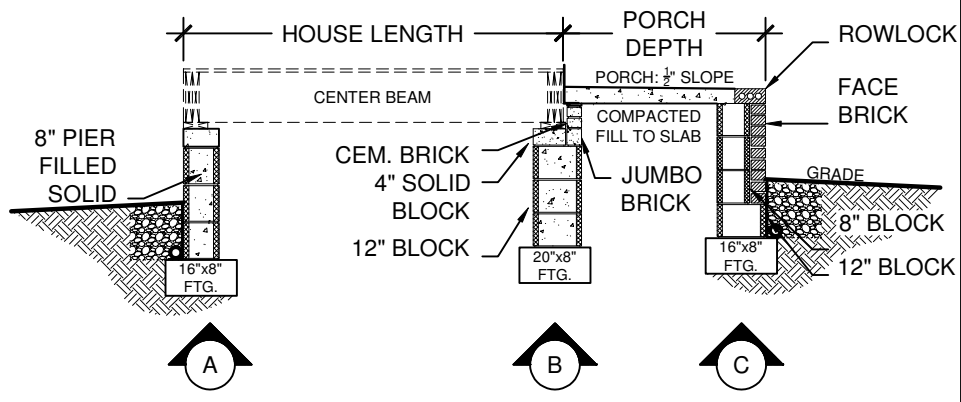 HOUSE LENGTH
PORCH
DEPTH
ROWLOCK
PORCH: 1/2" SLOPE
FACE
BRICK
CENTER BEAM
COMPACTED
FILL TO SLAB
8" PIER
FILLED
SOLID
CEM. BRICK
4" SOLID
BLOCK
JUMBO
BRICK
GRADE
12" BLOCK
8" BLOCK
12" BLOCK
16"x8"
FTG.
20"x8"
FTG.
16"x8"
FTG.
A
B
C